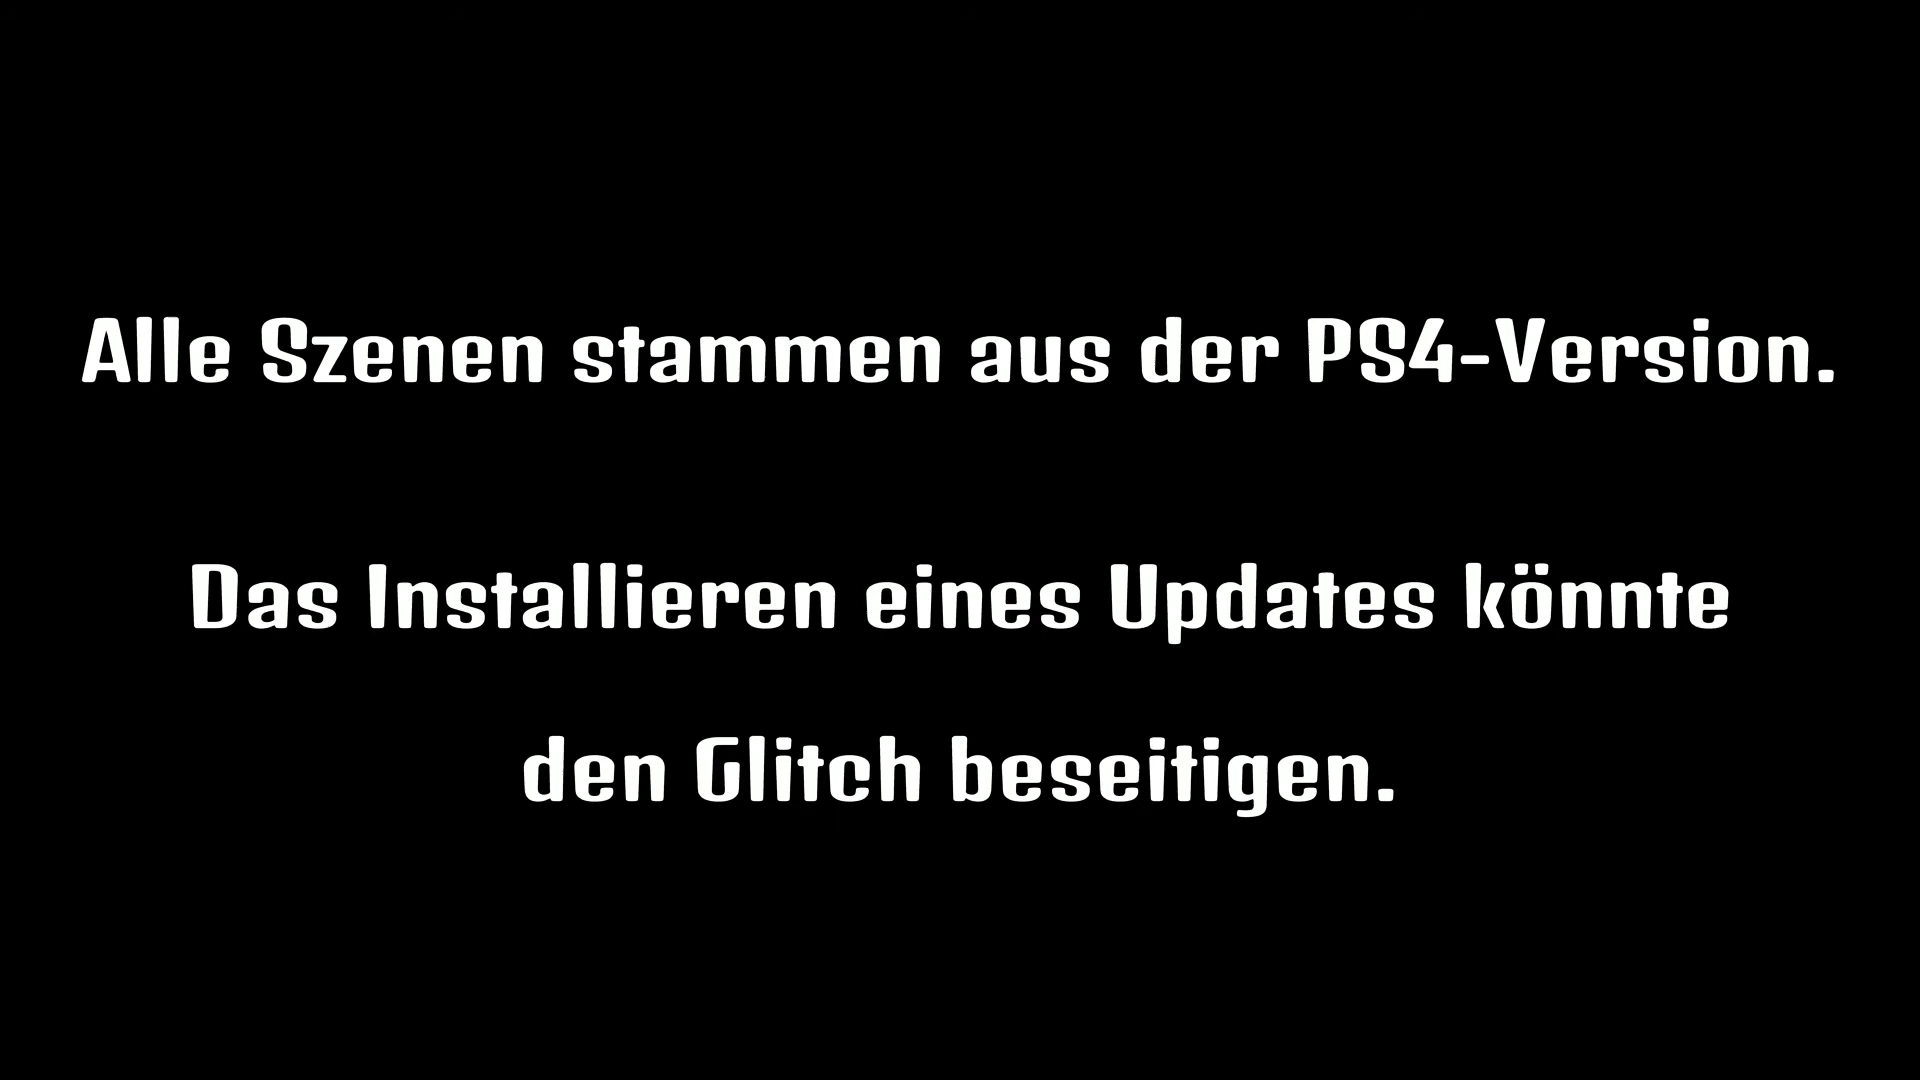 Alle Szenen stammen aus der PS4-Version.
Das Installieren eines Updates könnte
den Glitch beseitigen.